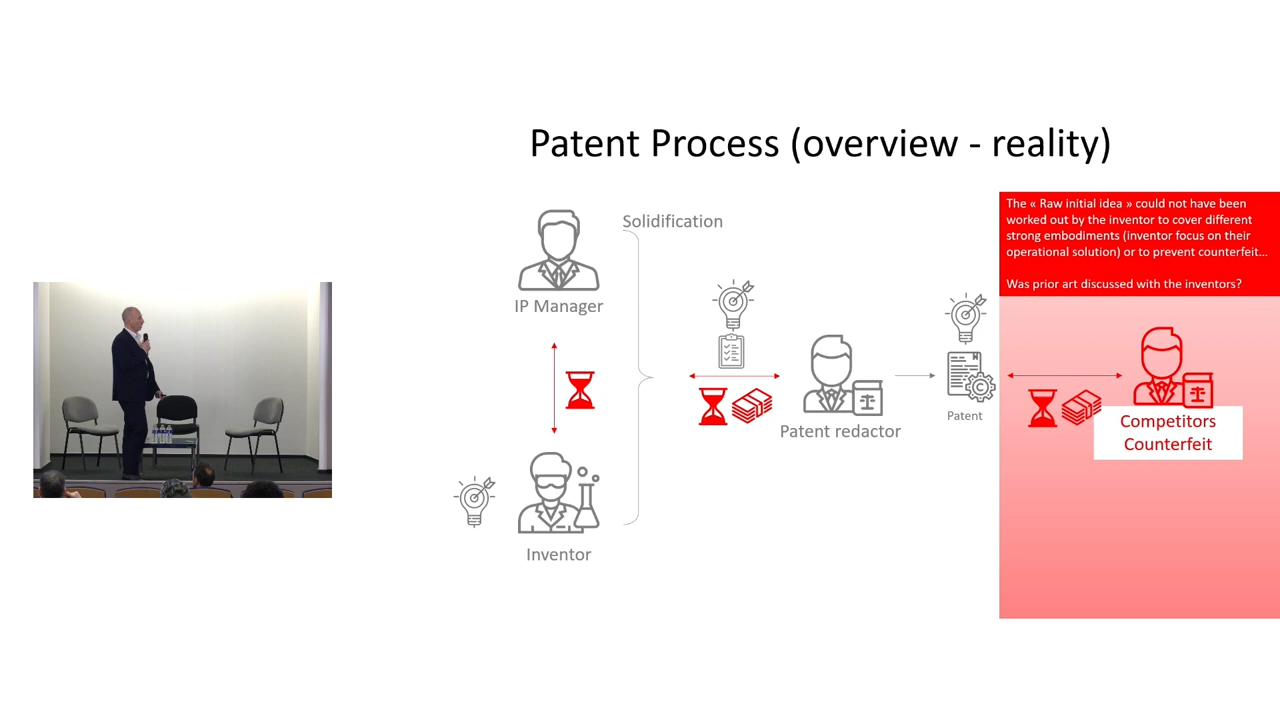 Patent Process (overview - reality)
The « Raw initial idea » could not have been
worked out by the inventor to cover different
strong embodiments (inventor focus on their
operational solution) or to prevent counterfeit...
Was prior art discussed with the inventors?
Solidification
IP Manager
Patent redactor
Patent
Competitors
Counterfeit
Inventor